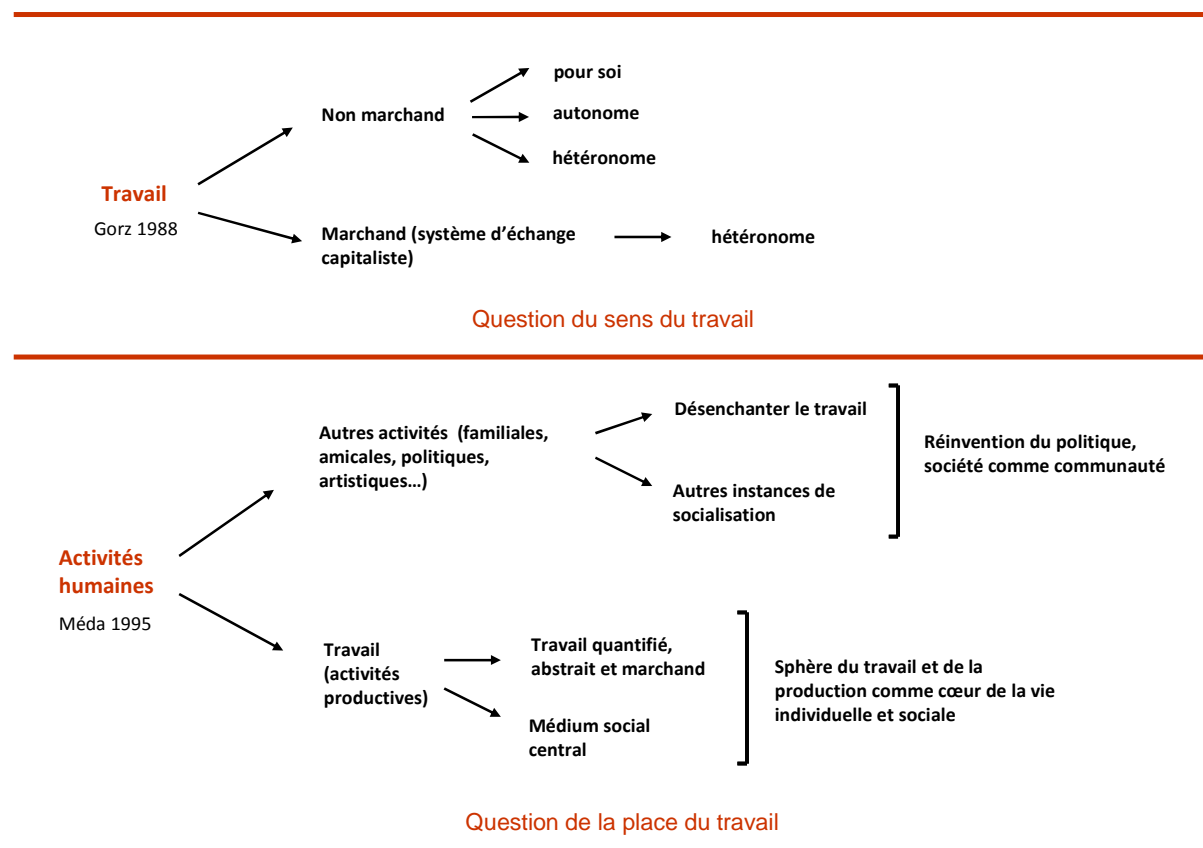 pour soi
Non marchand
autonome
hétéronome
Travail
Gorz 1988
Marchand (système d’échange
capitaliste)
hétéronome
Question du sens du travail
Autres activités (familiales,
amicales, politiques,
artistiques…)
Désenchanter le travail
Autres instances de
socialisation
Réinvention du politique,
société comme communauté
Activités
humaines
Méda 1995
Travail
(activités
productives)
Travail quantifié,
abstrait et marchand
Médium social
central
Sphère du travail et de la
production comme cœur de la vie
individuelle et sociale
Question de la place du travail